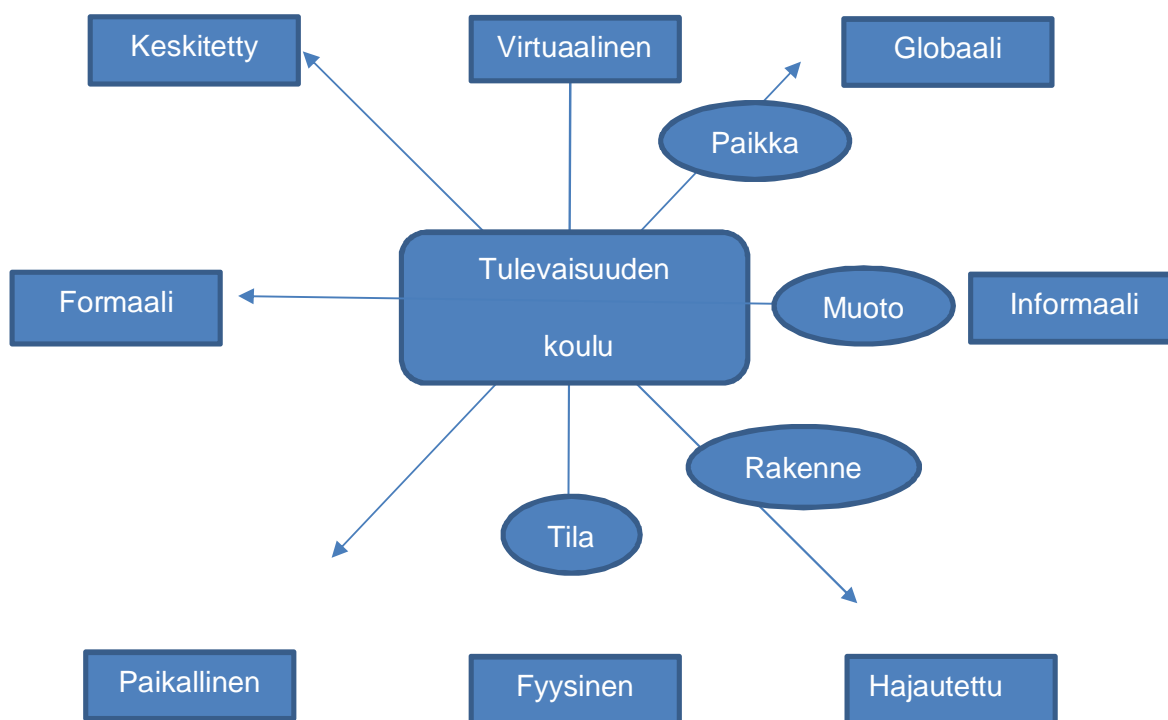 Keskitetty
Virtuaalinen
Globaali
Paikka
Tulevaisuuden
koulu
Formaali
Muoto
Informaali
Rakenne
Tila
Paikallinen
Fyysinen
Hajautettu